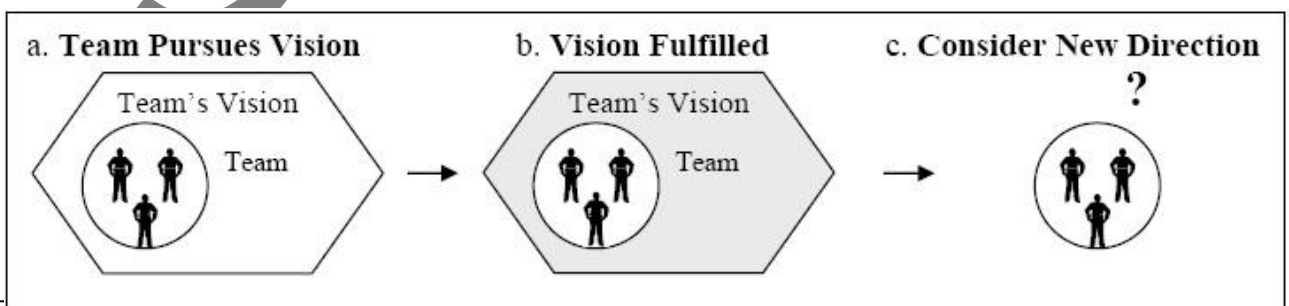 a. Team Pursues Vision
b. Vision Fulfilled
c. Consider New Direction
Team's Vision
Team
Team's Vision
Team
?